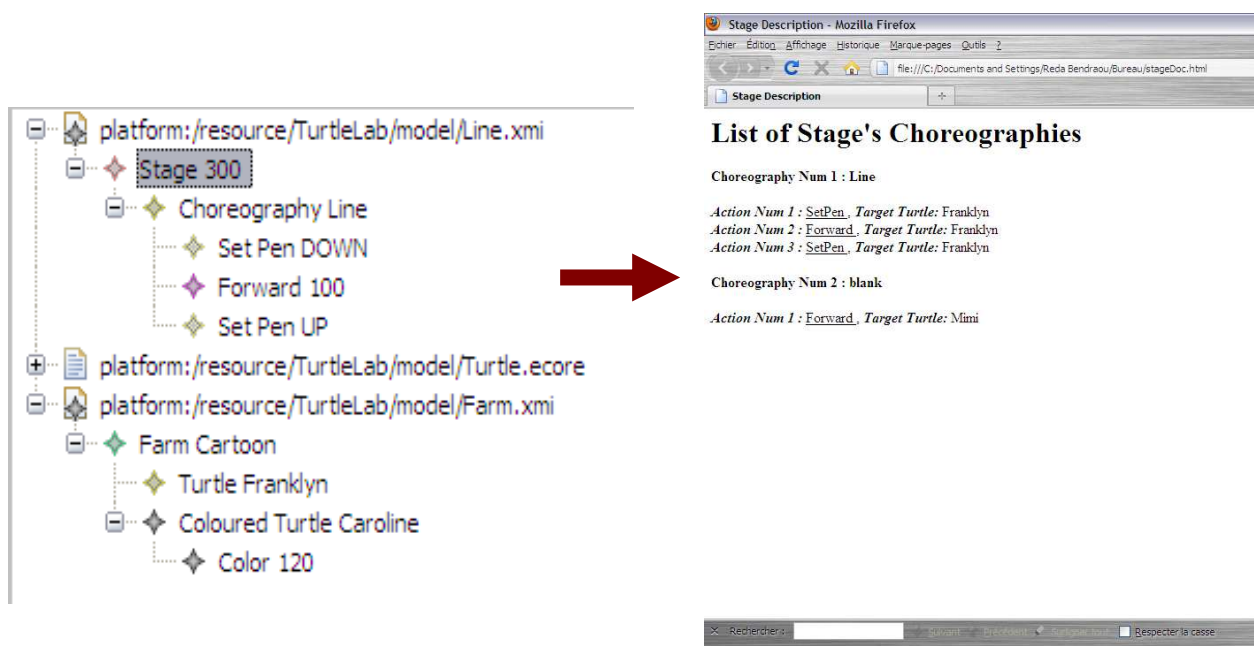 platform:/resource/TurtleLab/model/Line.xmi
Stage 300
Choreography Line
Set Pen DOWN
Forward 100
Set Pen UP
platform:/resource/TurtleLab/model/Turtle.ecore
platform:/resource/TurtleLab/model/Farm.xmi
Farm Cartoon
Turtle Franklyn
Coloured Turtle Caroline
Color 120
Stage Description - Mozilla Firefox
Fichier Édition Affichage Historique Marque-pages Outils ?
file:///C:/Documents and Settings/Reda Bendraou/Bureau/stageDoc.html
Stage Description
List of Stage's Choreographies
Choreography Num 1 : Line
Action Num 1 : SetPen , Target Turtle: Franklyn
Action Num 2 : Forward , Target Turtle: Franklyn
Action Num 3 : SetPen , Target Turtle: Franklyn
Choreography Num 2 : blank
Action Num 1 : Forward , Target Turtle: Mimi
Rechercher : Suivant Précédent Surligner tout Respecter la casse